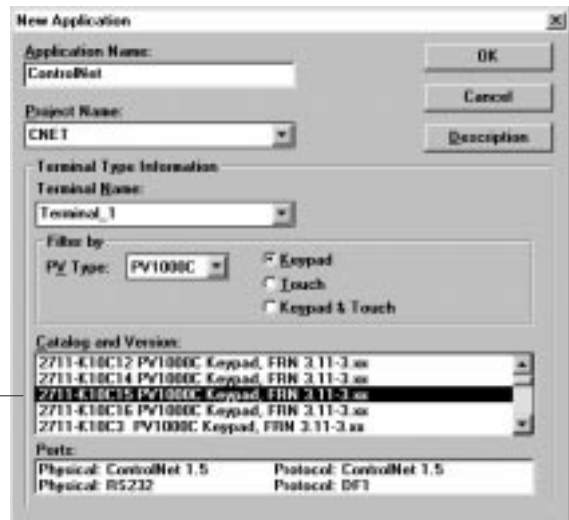 New Application
Application Name:
ControlNet
OK
Cancel
Project Name:
CNET
Description
Terminal Type Information
Terminal Name:
Terminal_1
Filter by
PV Type:
PV1000C
Keypad
Touch
Keypad & Touch
Catalog and Version:
2711-K10C12 PV1000C Keypad, FRN 3.11-3.xx
2711-K10C14 PV1000C Keypad, FRN 3.11-3.xx
2711-K10C15 PV1000C Keypad, FRN 3.11-3.xx
2711-K10C16 PV1000C Keypad, FRN 3.11-3.xx
2711-K10C3 PV1000C Keypad, FRN 3.11-3.xx
Ports:
Physical: ControlNet 1.5 Protocol: ControlNet 1.5
Physical: RS232 Protocol: DF1